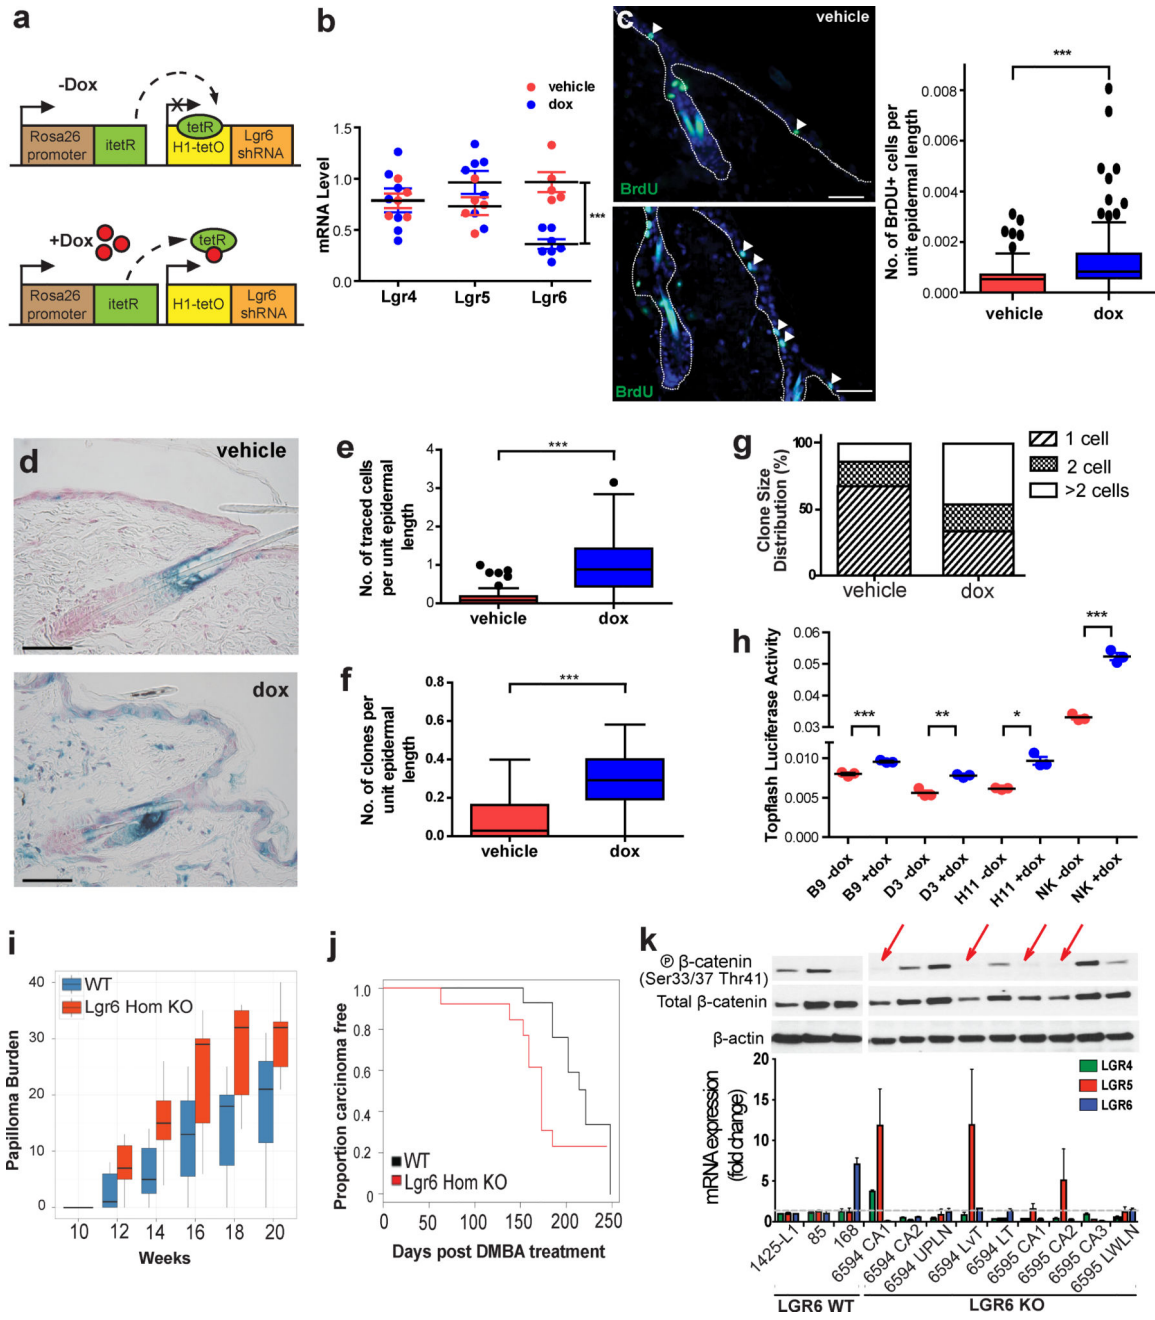 a
-Dox
Rosa26 promoter
itetR
tetR
H1-tetO
Lgr6 shRNA
+Dox
tetR
Rosa26 promoter
itetR
H1-tetO
Lgr6 shRNA
b
vehicle
dox
mRNA Level
1.5
1.0
0.5
0.0
Lgr4 Lgr5 Lgr6
***
c
vehicle
BrdU
BrdU
No. of BrDU+ cells per
unit epidermal length
0.008
0.006
0.004
0.002
0.000
***
vehicle dox
d
vehicle
dox
e
No. of traced cells
per unit epidermal
length
4
3
2
1
0
***
vehicle dox
f
No. of clones per
unit epidermal
length
0.8
0.6
0.4
0.2
0.0
***
vehicle dox
g
Clone Size
Distribution (%)
100
50
0
vehicle dox
1 cell
2 cell
>2 cells
h
Topflash Luciferase Activity
0.06
0.05
0.04
0.03
0.010
0.005
0.000
*** ** * ***
B9 -dox
B9 +dox
D3 -dox
D3 +dox
H11 -dox
H11 +dox
NK -dox
NK +dox
i
WT
Lgr6 Hom KO
Papilloma Burden
40
30
20
10
0
10 12 14 16 18 20
Weeks
j
Proportion carcinoma free
1.0
0.8
0.6
0.4
0.2
0
WT
Lgr6 Hom KO
0 50 100 150 200 250
Days post DMBA treatment
k
Ⓟ β-catenin
(Ser33/37 Thr41)
Total β-catenin
β-actin
mRNA expression
(fold change)
20
15
10
5
0
LGR4
LGR5
LGR6
1425-L1
85
168
6594 CA1
6594 CA2
6594 UPLN
6594 LvT
6594 LT
6595 CA1
6595 CA2
6595 CA3
6595 LWLN
LGR6 WT
LGR6 KO